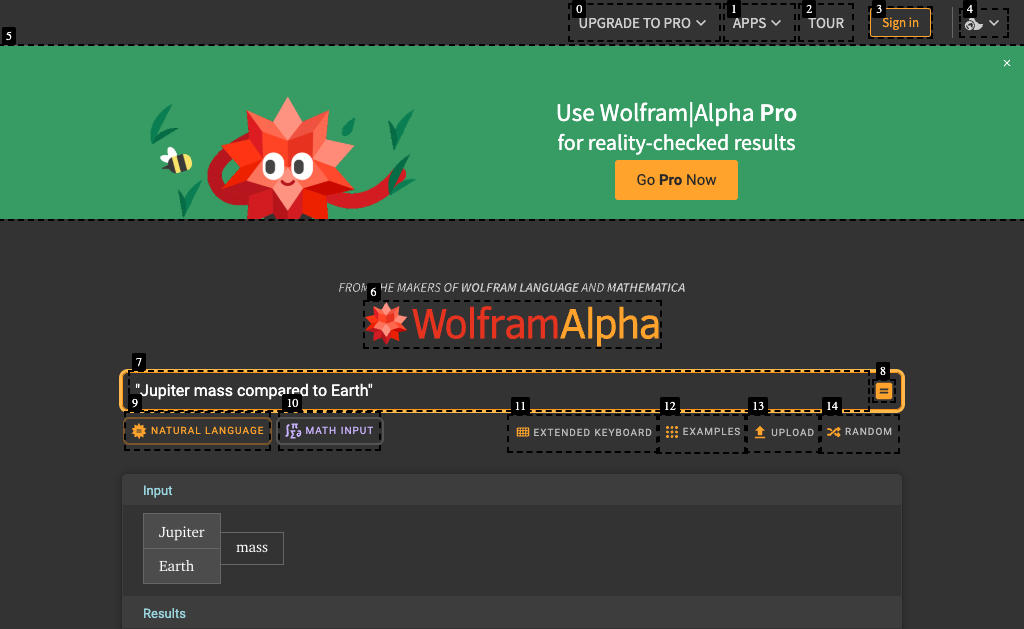 UPGRADE TO PRO APPS TOUR Sign in
0 1 2 3 4
5
×
Use Wolfram|Alpha Pro
for reality-checked results
Go Pro Now
FROM THE MAKERS OF WOLFRAM LANGUAGE AND MATHEMATICA
6
WolframAlpha
7
8
"Jupiter mass compared to Earth"
=
9 10 11 12 13 14
NATURAL LANGUAGE MATH INPUT EXTENDED KEYBOARD EXAMPLES UPLOAD RANDOM
Input
Jupiter
mass
Earth
Results